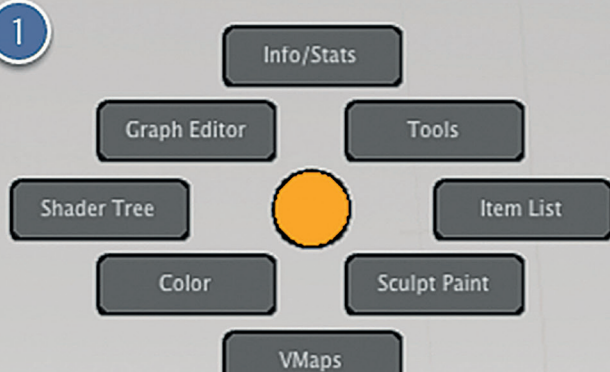 1
Info/Stats
Graph Editor
Tools
Shader Tree
Item List
Color
Sculpt Paint
VMaps